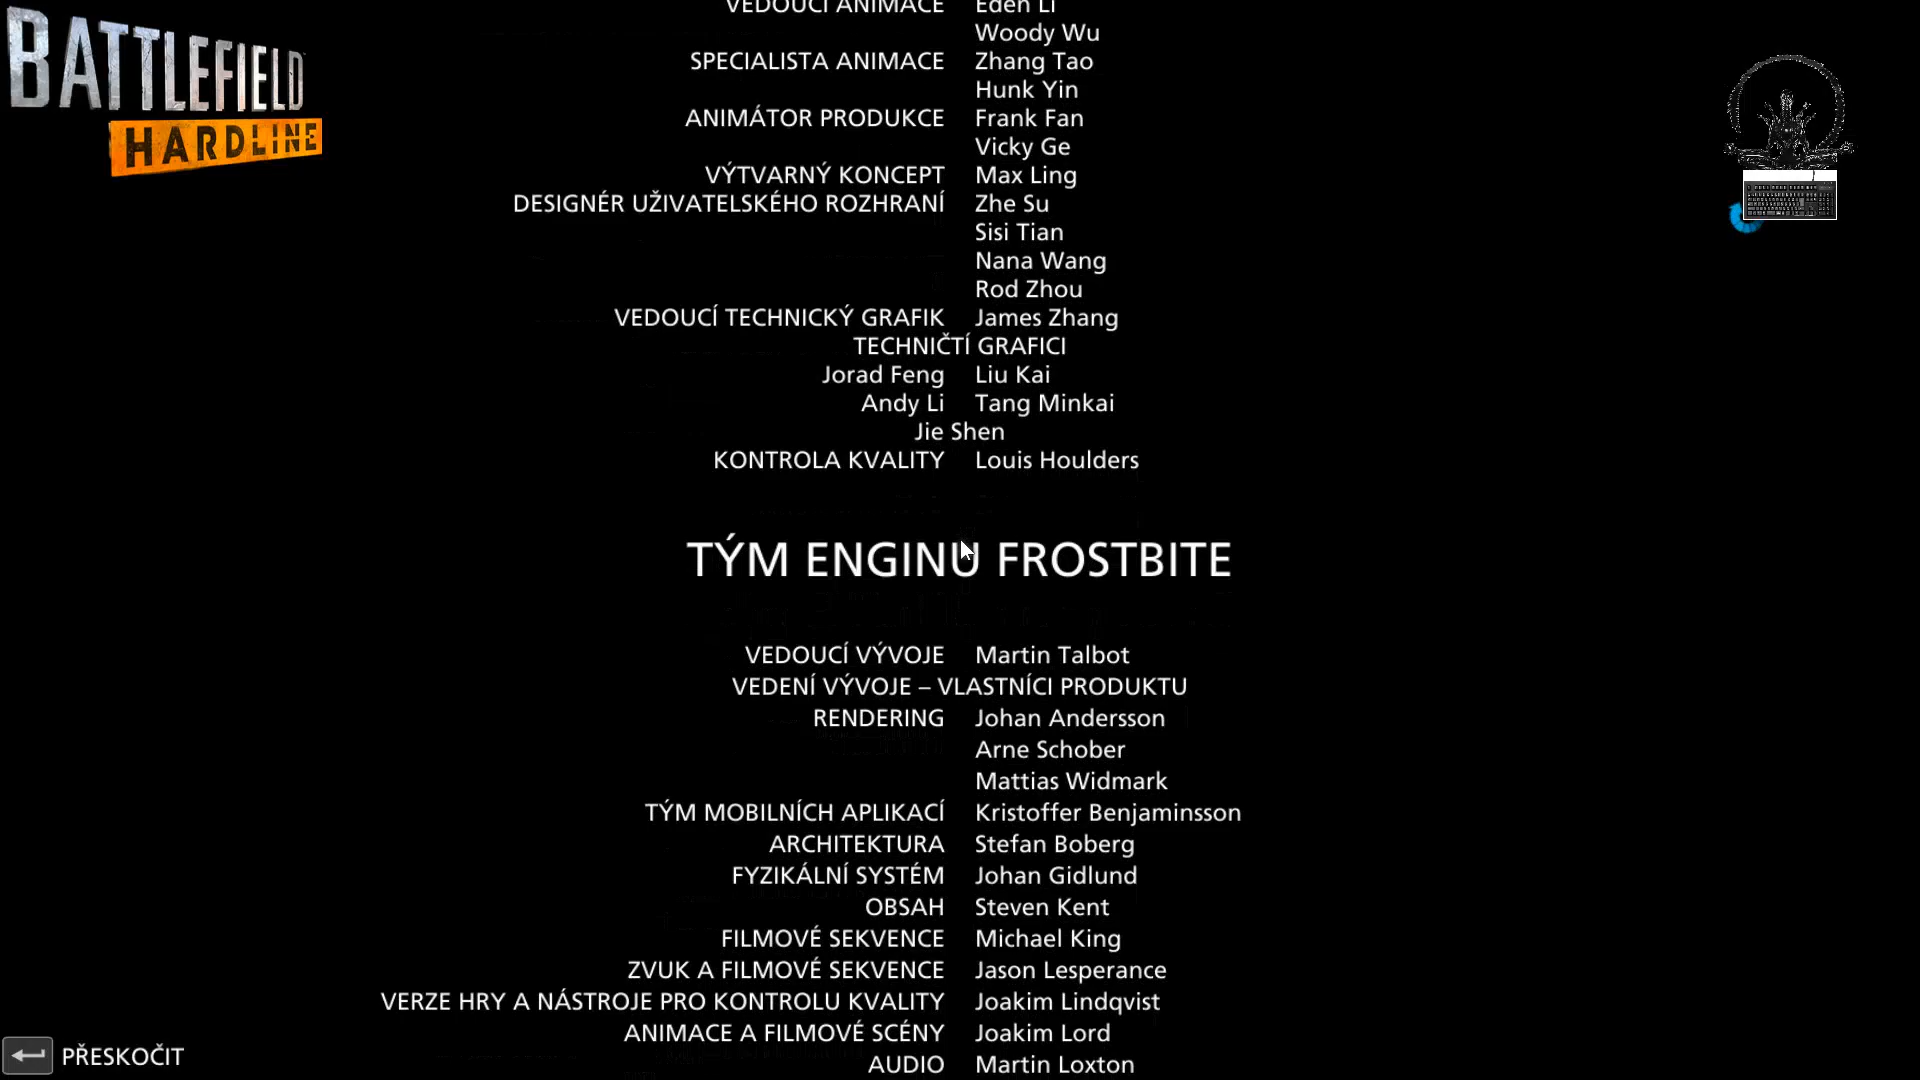 BATTLEFIELD
HARDLINE
VEDOUCÍ ANIMACE Eden Li
Woody Wu
SPECIALISTA ANIMACE Zhang Tao
Hunk Yin
ANIMÁTOR PRODUKCE Frank Fan
Vicky Ge
VÝTVARNÝ KONCEPT Max Ling
DESIGNÉR UŽIVATELSKÉHO ROZHRANÍ Zhe Su
Sisi Tian
Nana Wang
Rod Zhou
VEDOUCÍ TECHNICKÝ GRAFIK James Zhang
TECHNIČTÍ GRAFICI
Jorad Feng Liu Kai
Andy Li Tang Minkai
Jie Shen
KONTROLA KVALITY Louis Houlders
TÝM ENGINU FROSTBITE
VEDOUCÍ VÝVOJE Martin Talbot
VEDENÍ VÝVOJE – VLASTNÍCI PRODUKTU
RENDERING Johan Andersson
Arne Schober
Mattias Widmark
TÝM MOBILNÍCH APLIKACÍ Kristoffer Benjaminsson
ARCHITEKTURA Stefan Boberg
FYZIKÁLNÍ SYSTÉM Johan Gidlund
OBSAH Steven Kent
FILMOVÉ SEKVENCE Michael King
ZVUK A FILMOVÉ SEKVENCE Jason Lesperance
VERZE HRY A NÁSTROJE PRO KONTROLU KVALITY Joakim Lindqvist
ANIMACE A FILMOVÉ SCÉNY Joakim Lord
AUDIO Martin Loxton
PŘESKOČIT